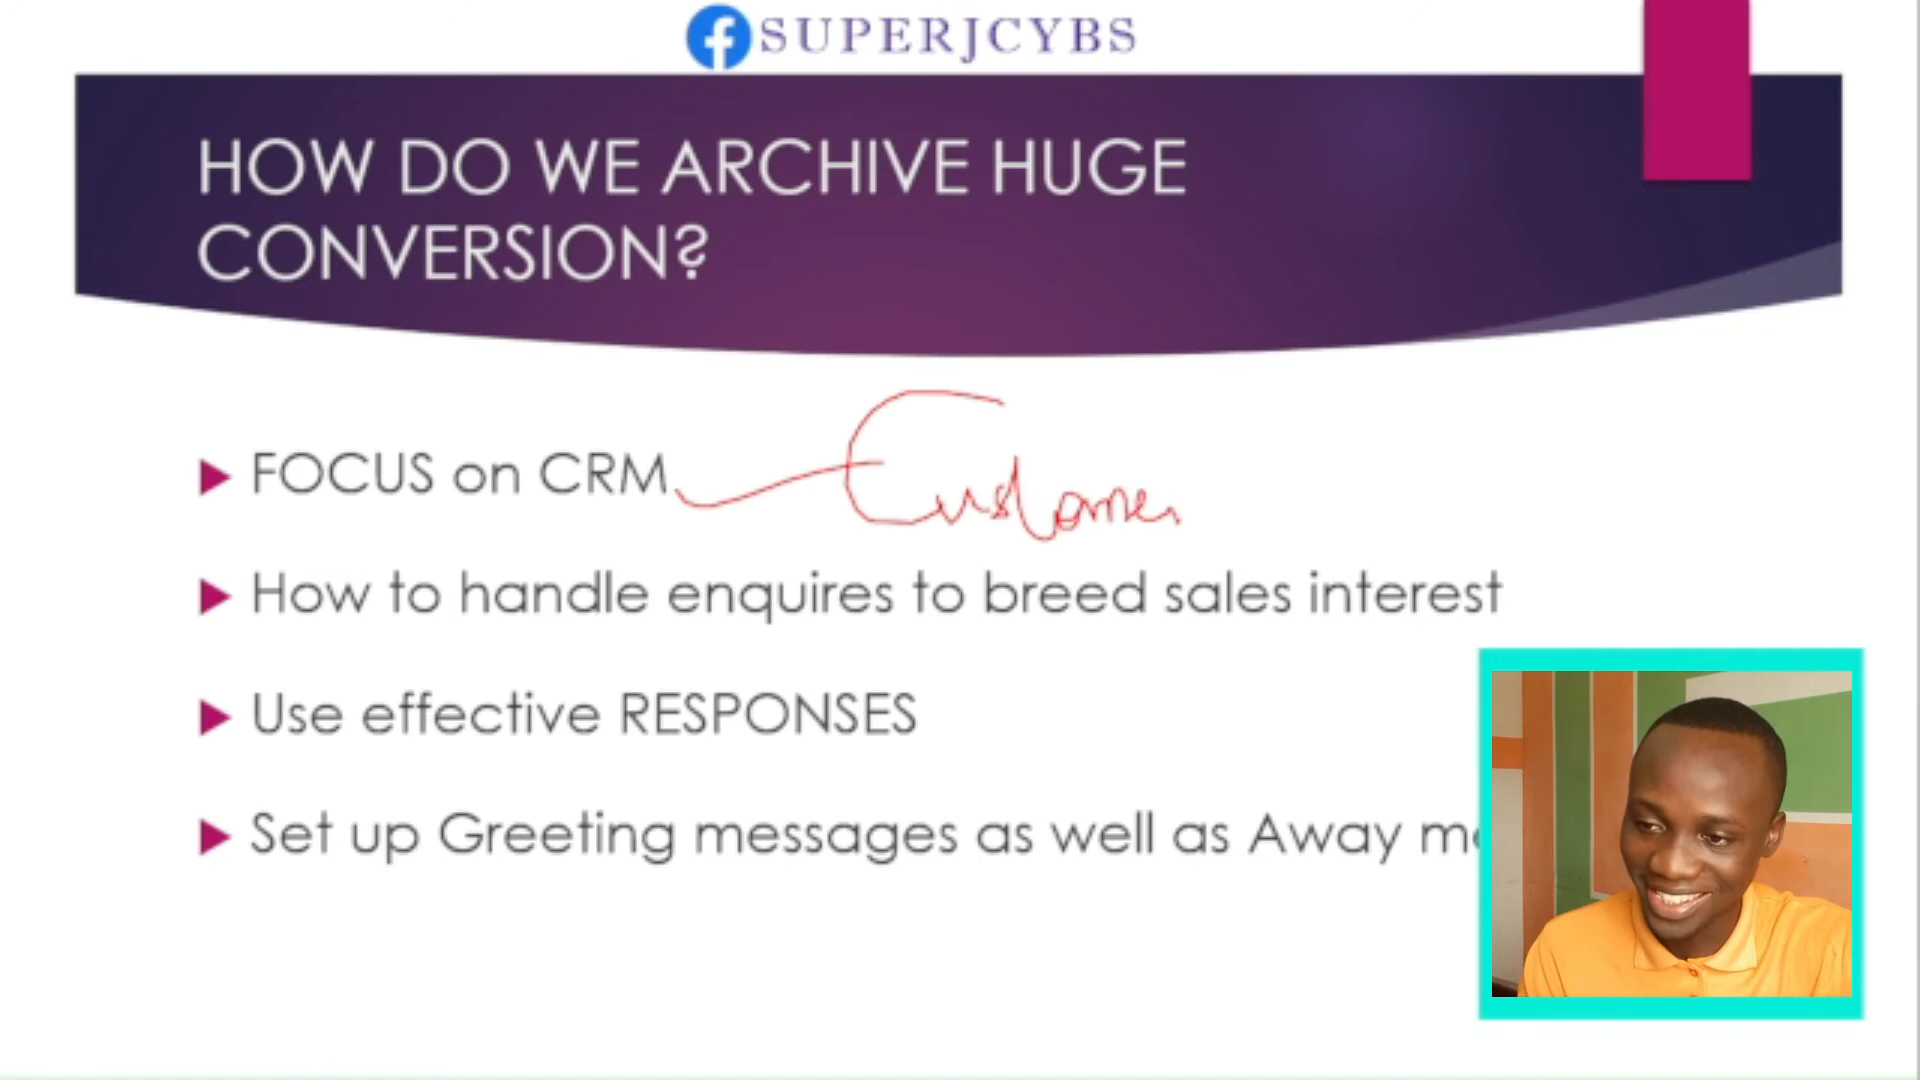 SUPERJCYBS
HOW DO WE ARCHIVE HUGE
CONVERSION?
FOCUS on CRM Customer
How to handle enquires to breed sales interest
Use effective RESPONSES
Set up Greeting messages as well as Away